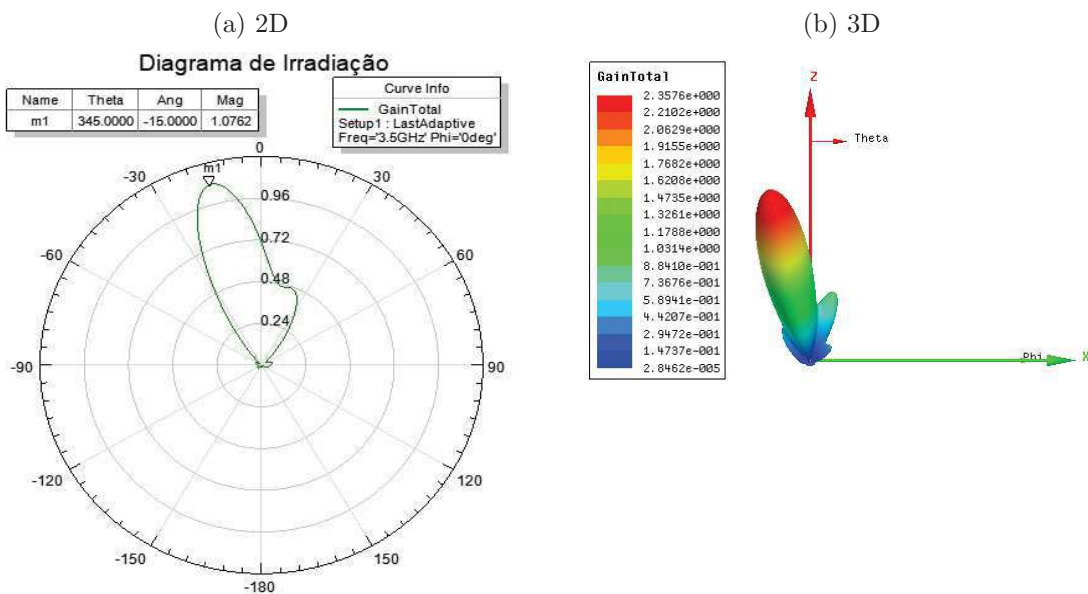 (a) 2D
(b) 3D
Diagrama de Irradiação
Name Theta Ang Mag
m1 345.0000 -15.0000 1.0762
Curve Info
GainTotal
Setup1 : LastAdaptive
Freq='3.5GHz' Phi='0deg'
0
m1
-30
30
0.96
-60
60
0.72
0.48
0.24
-90
90
-120
120
-150
150
-180
GainTotal
2.3576e+000
2.2102e+000
2.0629e+000
1.9155e+000
1.7682e+000
1.6208e+000
1.4735e+000
1.3261e+000
1.1788e+000
1.0314e+000
8.8410e-001
7.3676e-001
5.8941e-001
4.4207e-001
2.9472e-001
1.4737e-001
2.8462e-005
Z
Theta
Phi
X